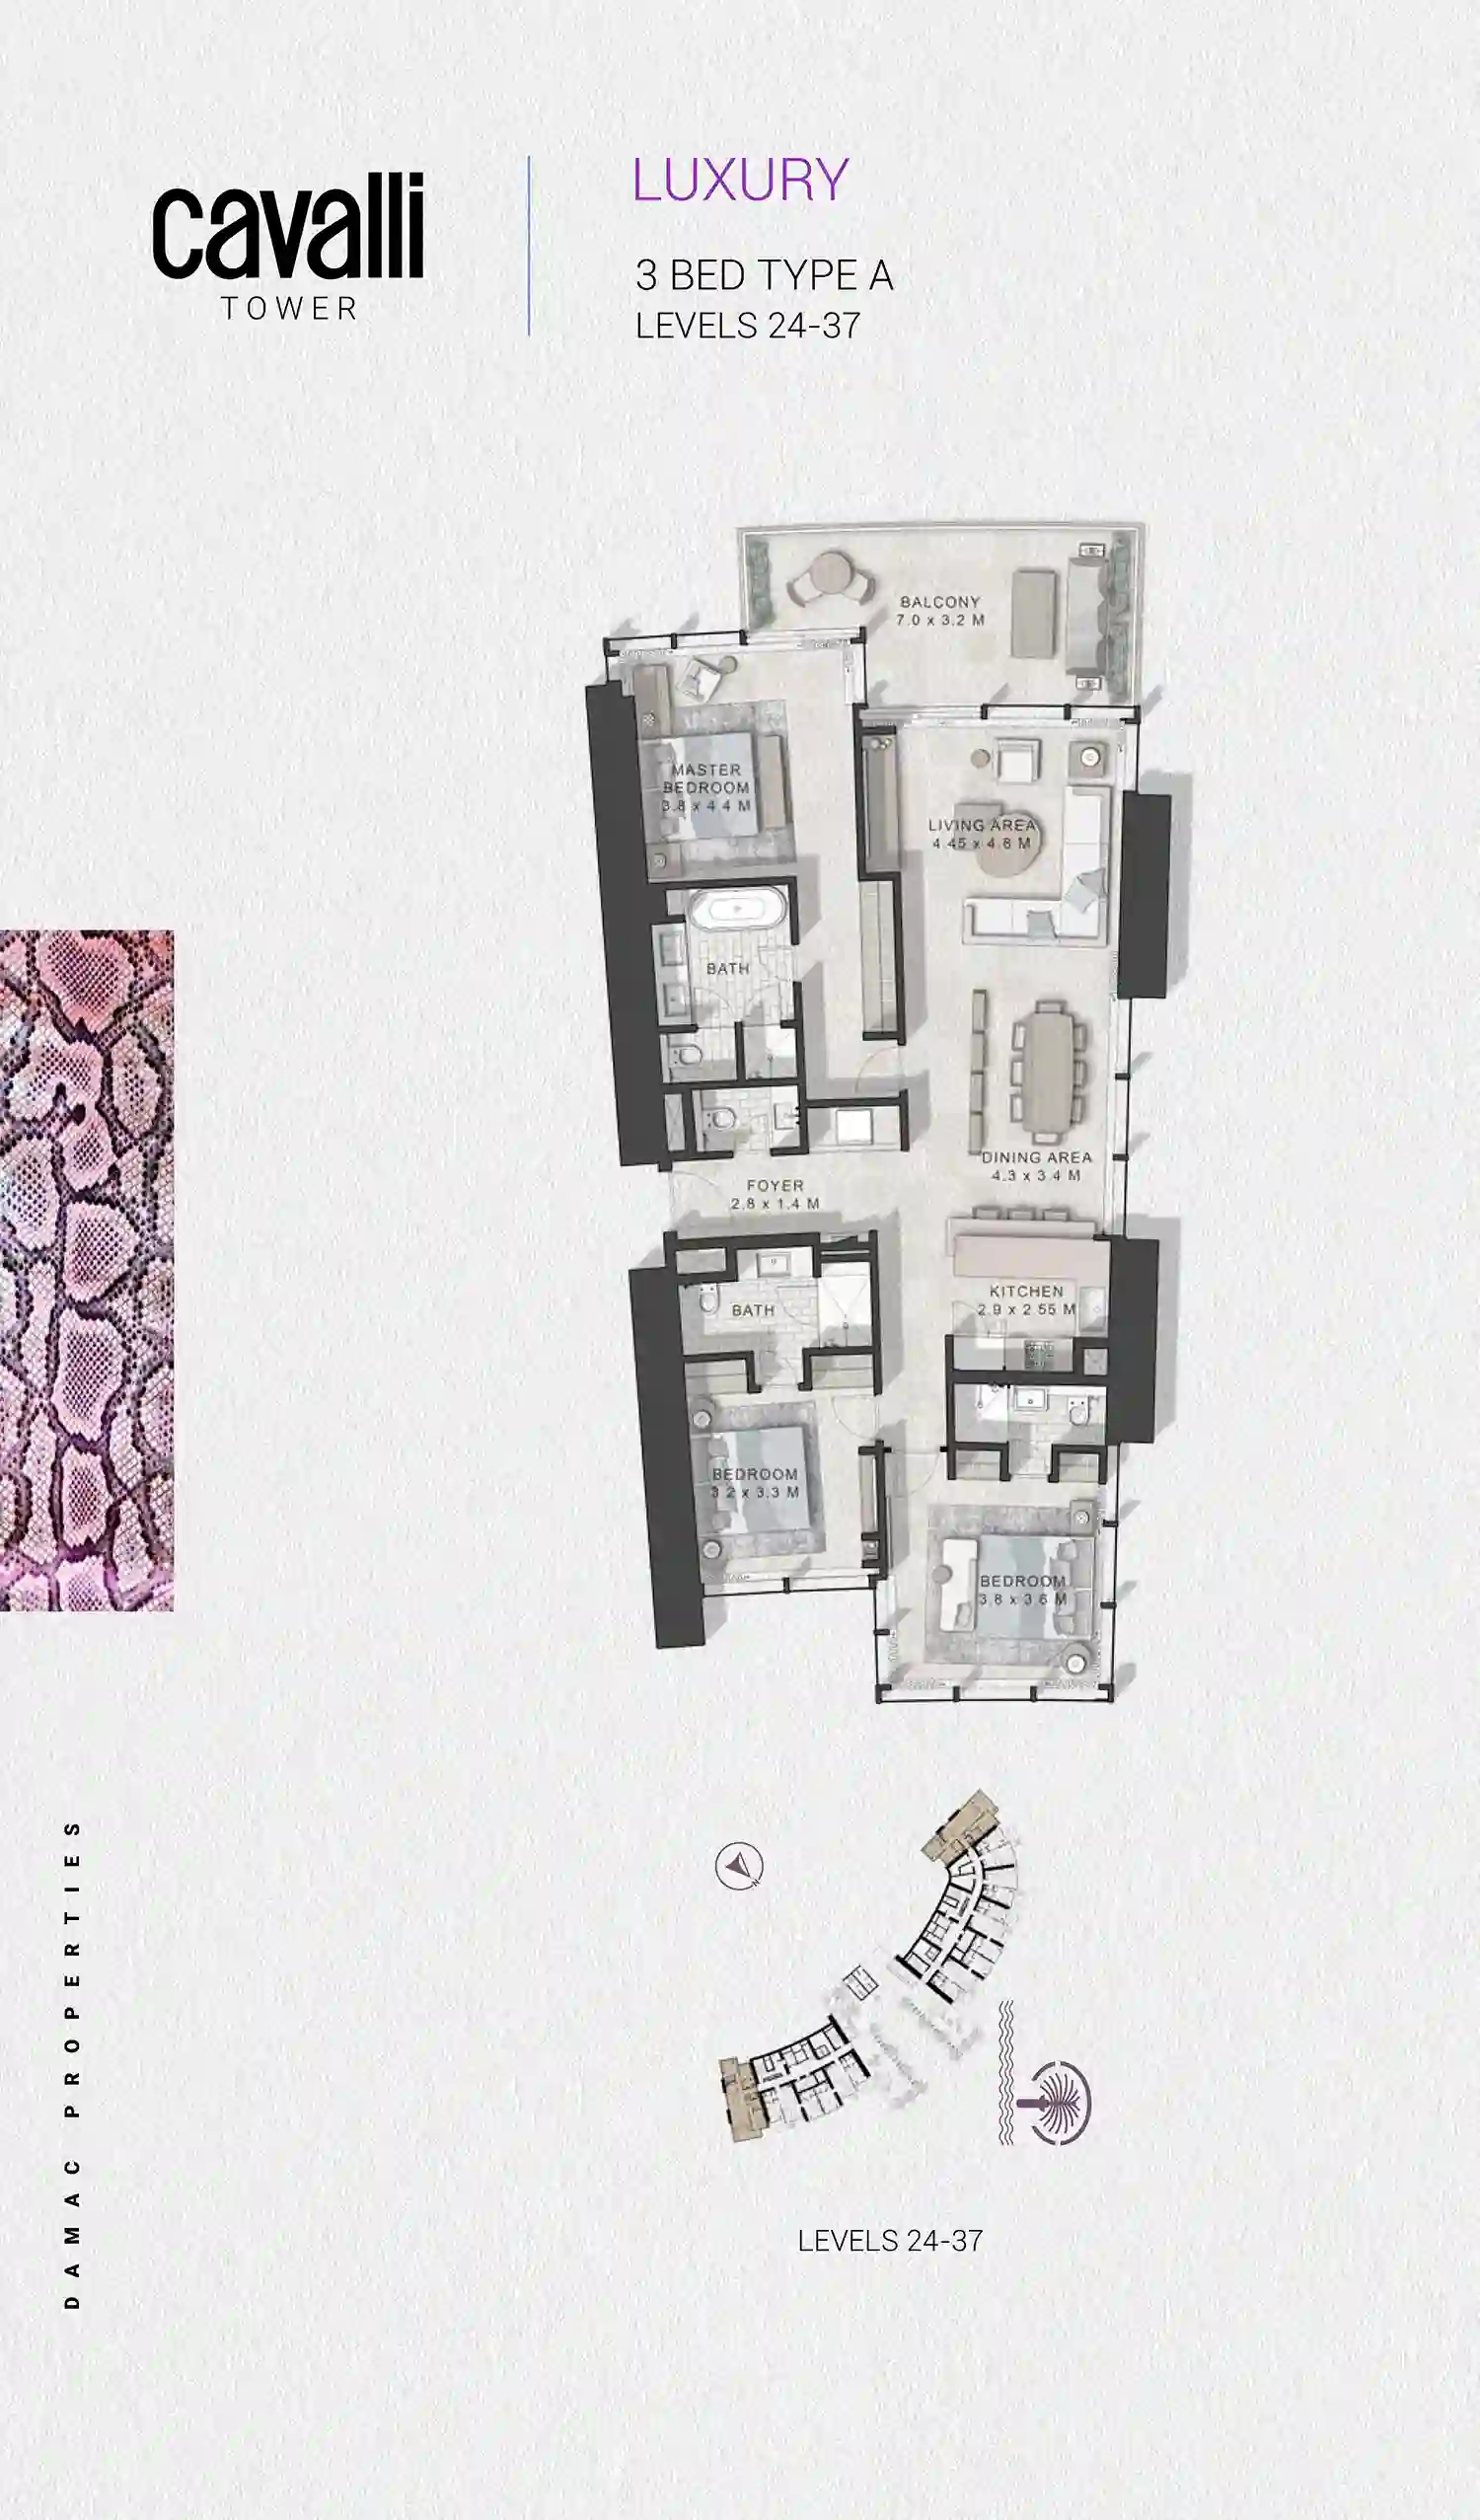 cavalli
TOWER
LUXURY
3 BED TYPE A
LEVELS 24-37
BALCONY
7.0 x 3.2 M
MASTER
BEDROOM
3.8 x 4.4 M
LIVING AREA
4.45 x 4.8 M
BATH
DINING AREA
4.3 x 3.4 M
FOYER
2.8 x 1.4 M
KITCHEN
2.9 x 2.55 M
BATH
BEDROOM
3.2 x 3.3 M
BEDROOM
3.8 x 3.6 M
N
LEVELS 24-37
DAMAC PROPERTIES